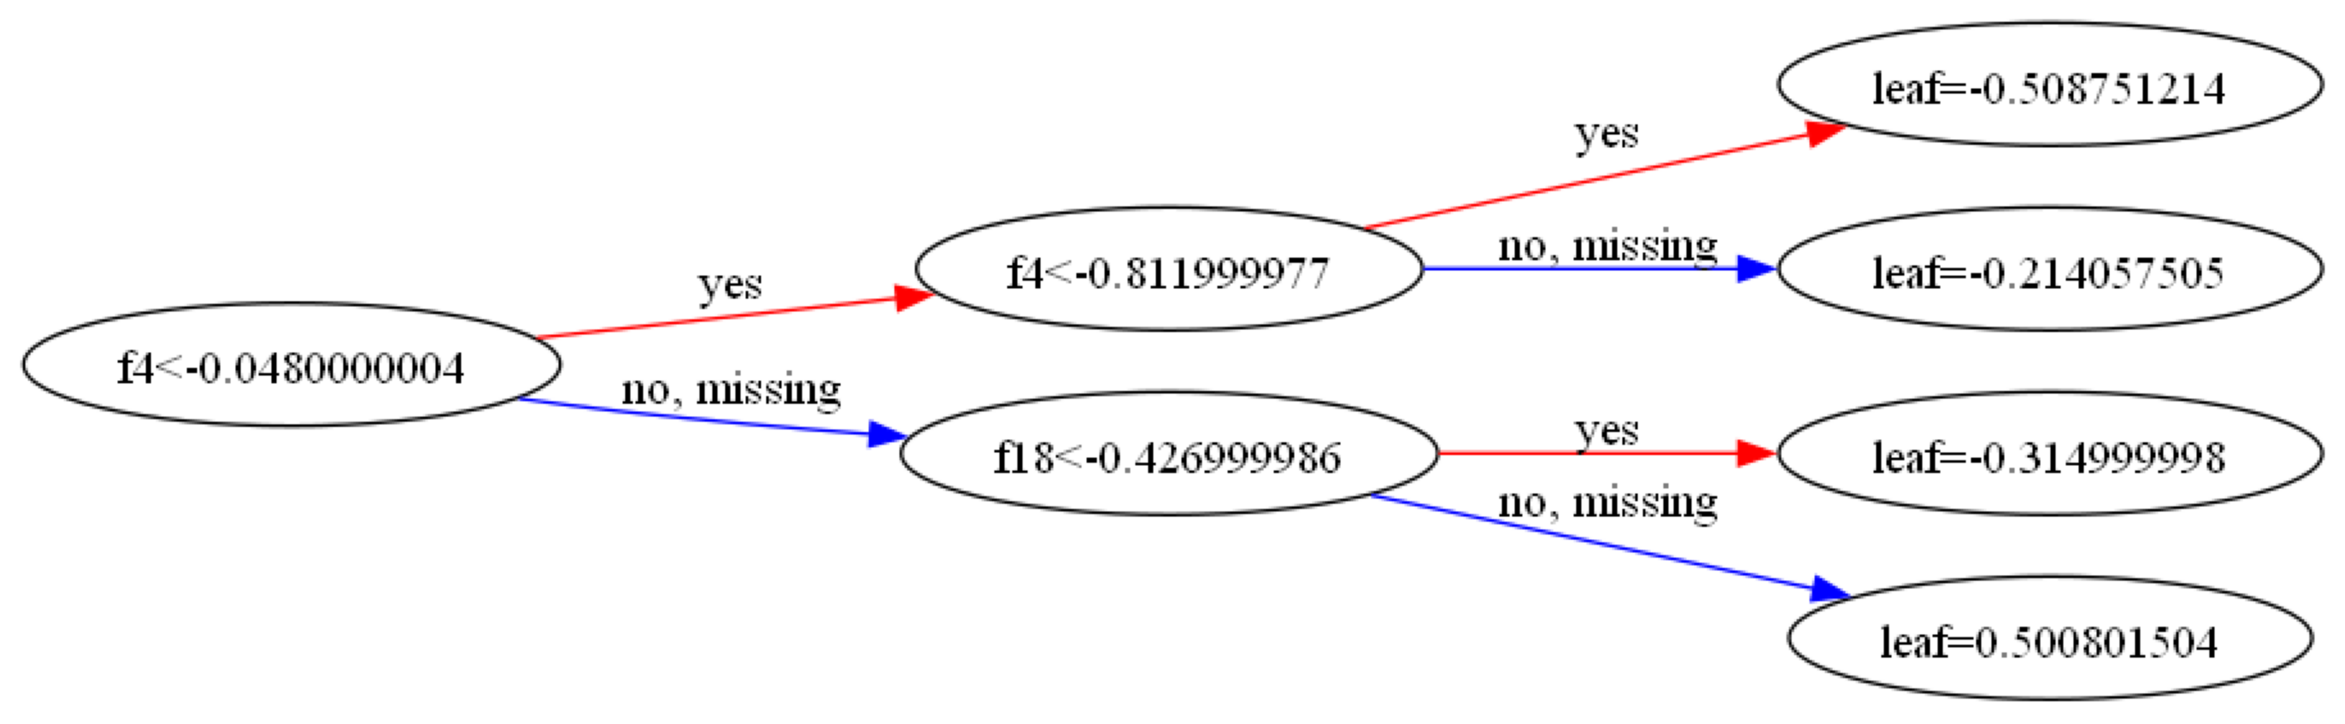 f4<-0.0480000004
yes
no, missing
f4<-0.811999977
f18<-0.426999986
yes
no, missing
yes
no, missing
leaf=-0.508751214
leaf=-0.214057505
leaf=-0.314999998
leaf=0.500801504